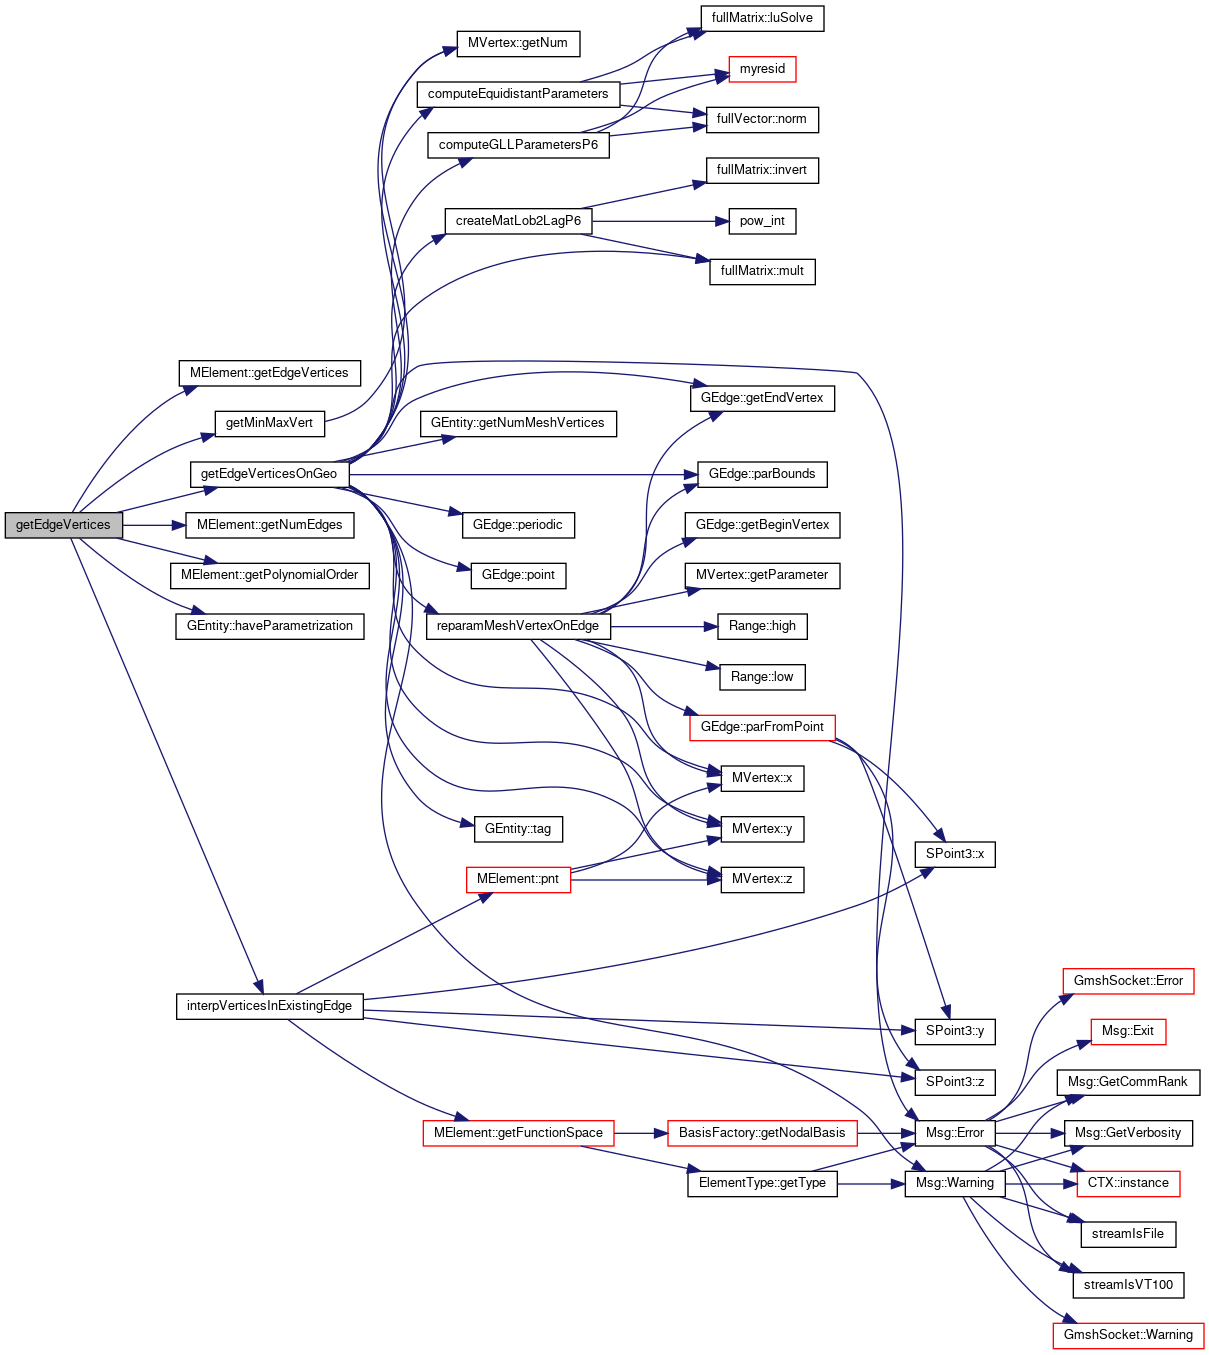 fullMatrix::luSolve
MVertex::getNum
myresid
computeEquidistantParameters
fullVector::norm
computeGLLParametersP6
fullMatrix::invert
createMatLob2LagP6
pow_int
fullMatrix::mult
MElement::getEdgeVertices
GEdge::getEndVertex
getMinMaxVert
GEntity::getNumMeshVertices
getEdgeVerticesOnGeo
GEdge::parBounds
getEdgeVertices
MElement::getNumEdges
GEdge::periodic
GEdge::getBeginVertex
MElement::getPolynomialOrder
GEdge::point
MVertex::getParameter
GEntity::haveParametrization
reparamMeshVertexOnEdge
Range::high
Range::low
GEdge::parFromPoint
MVertex::x
GEntity::tag
MVertex::y
SPoint3::x
MElement::pnt
MVertex::z
GmshSocket::Error
interpVerticesInExistingEdge
SPoint3::y
Msg::Exit
SPoint3::z
Msg::GetCommRank
MElement::getFunctionSpace
BasisFactory::getNodalBasis
Msg::Error
Msg::GetVerbosity
ElementType::getType
Msg::Warning
CTX::instance
streamIsFile
streamIsVT100
GmshSocket::Warning